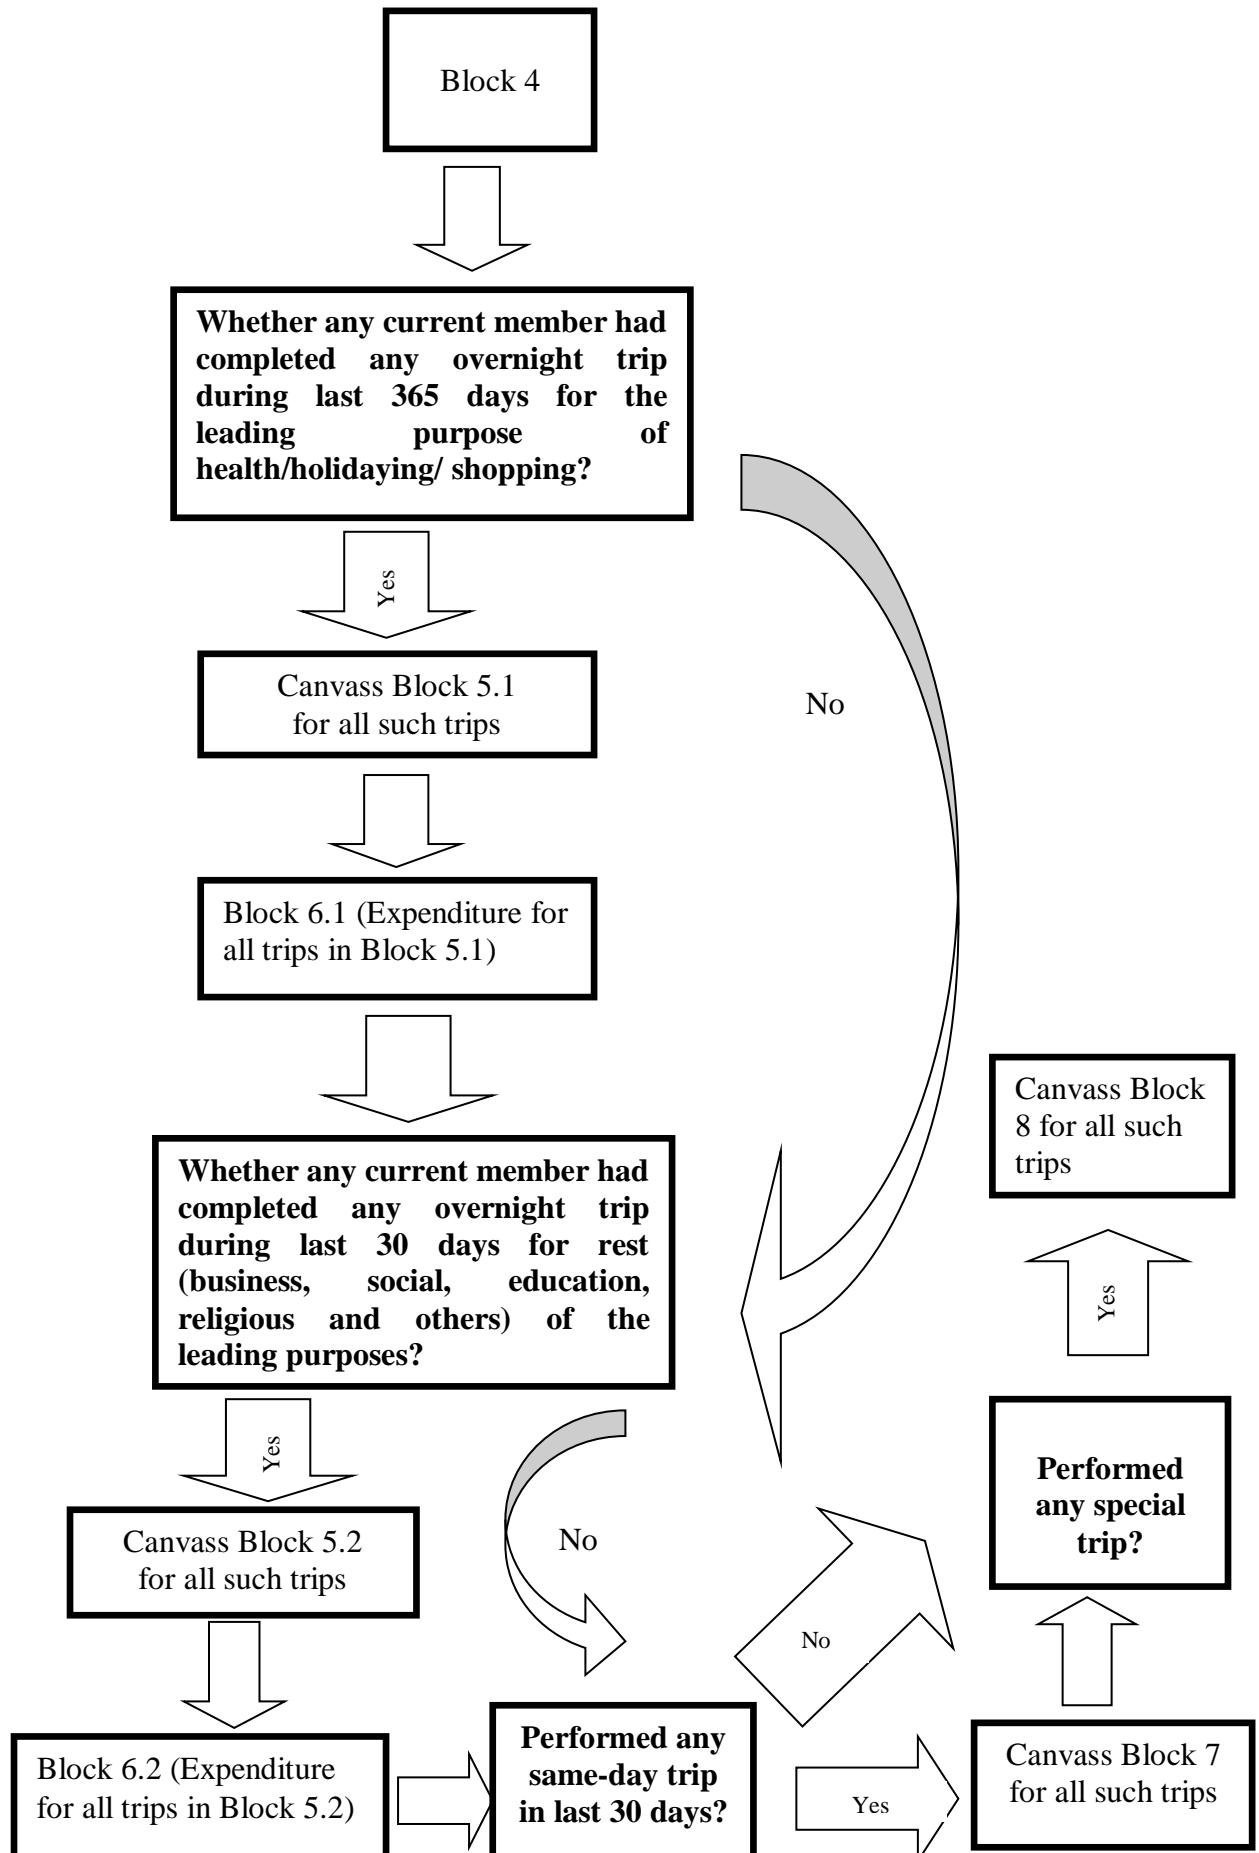 Block 4
Whether any current member had
completed any overnight trip
during last 365 days for the
leading purpose of
health/holidaying/ shopping?
Yes
No
Canvass Block 5.1
for all such trips
Block 6.1 (Expenditure for
all trips in Block 5.1)
Whether any current member had
completed any overnight trip
during last 30 days for rest
(business, social, education,
religious and others) of the
leading purposes?
Yes
No
Canvass Block 5.2
for all such trips
Block 6.2 (Expenditure
for all trips in Block 5.2)
Performed any
same-day trip
in last 30 days?
No
Yes
Canvass Block 7
for all such trips
Performed
any special
trip?
Yes
Canvass Block
8 for all such
trips